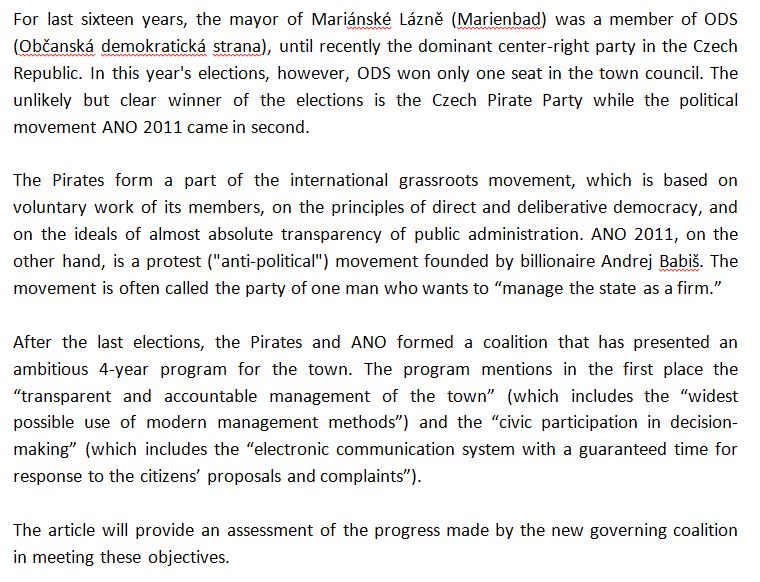 For last sixteen years, the mayor of Mariánské Lázně (Marienbad) was a member of ODS
(Občanská demokratická strana), until recently the dominant center-right party in the Czech
Republic. In this year's elections, however, ODS won only one seat in the town council. The
unlikely but clear winner of the elections is the Czech Pirate Party while the political
movement ANO 2011 came in second.
The Pirates form a part of the international grassroots movement, which is based on
voluntary work of its members, on the principles of direct and deliberative democracy, and
on the ideals of almost absolute transparency of public administration. ANO 2011, on the
other hand, is a protest ("anti-political") movement founded by billionaire Andrej Babiš. The
movement is often called the party of one man who wants to “manage the state as a firm.”
After the last elections, the Pirates and ANO formed a coalition that has presented an
ambitious 4-year program for the town. The program mentions in the first place the
“transparent and accountable management of the town” (which includes the “widest
possible use of modern management methods”) and the “civic participation in decision-
making” (which includes the “electronic communication system with a guaranteed time for
response to the citizens’ proposals and complaints”).
The article will provide an assessment of the progress made by the new governing coalition
in meeting these objectives.